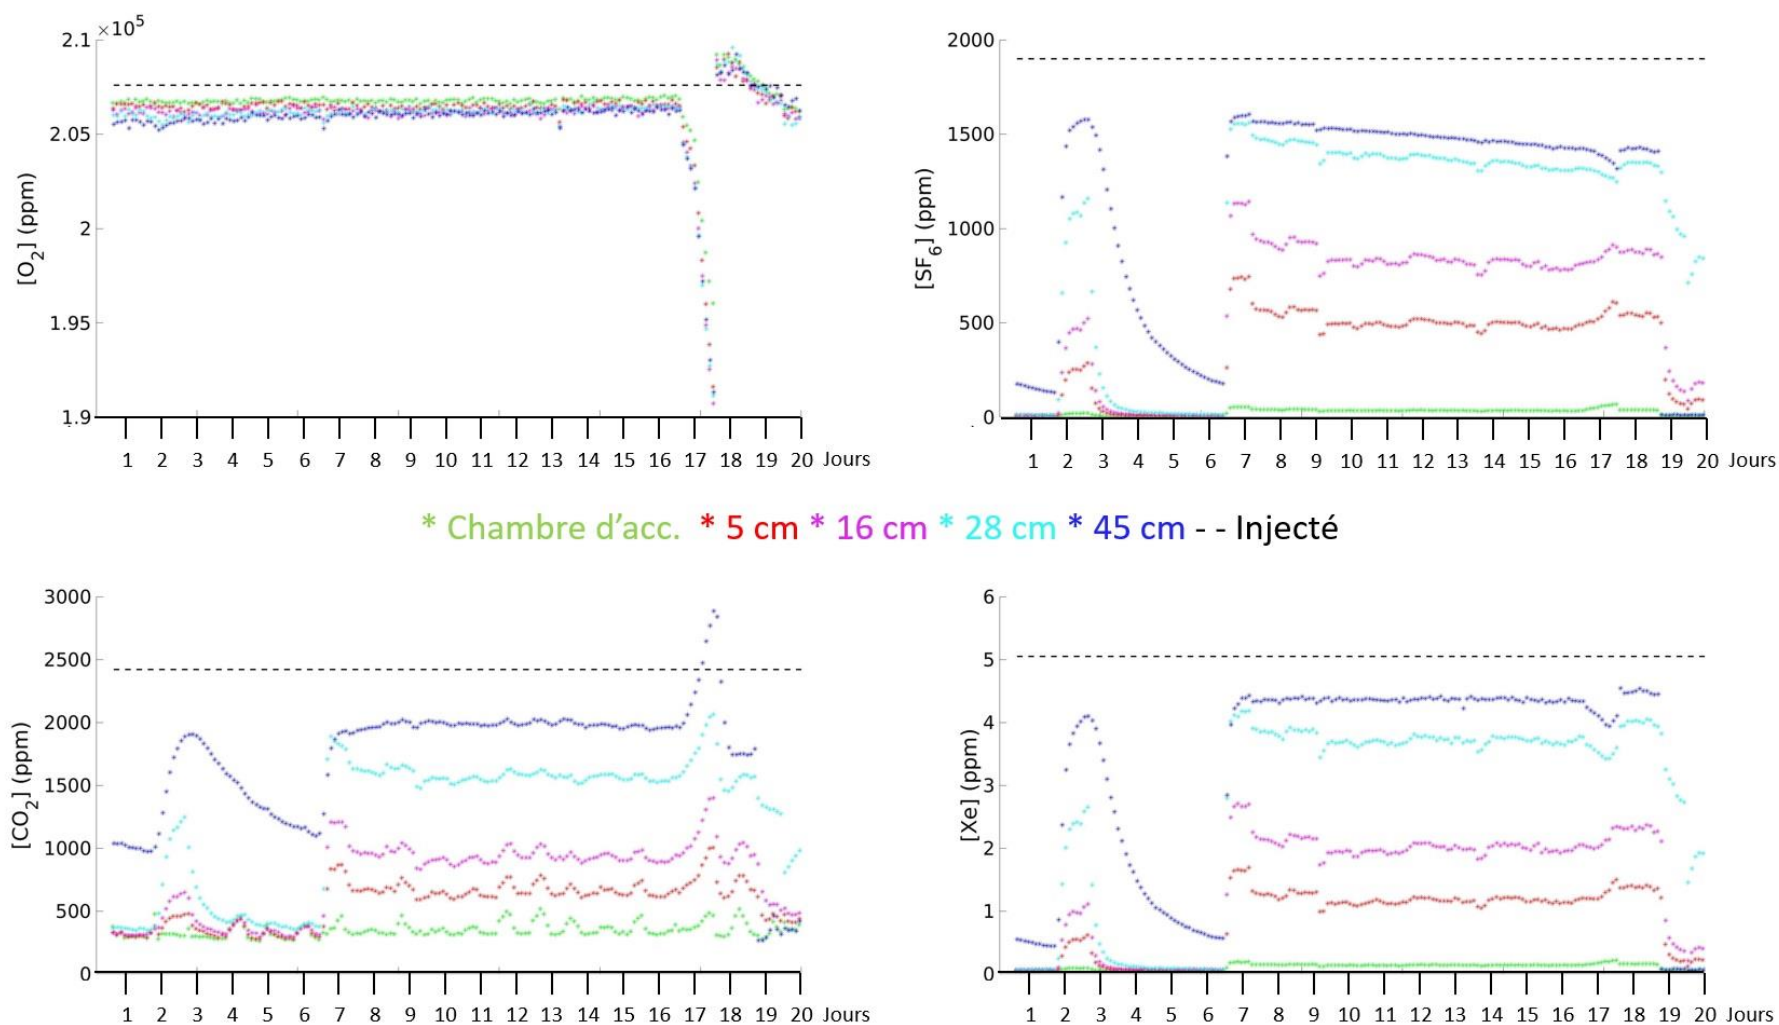 ×10⁵
2.1
2.05
2
1.95
1.9
[O₂] (ppm)
1 2 3 4 5 6 7 8 9 10 11 12 13 14 15 16 17 18 19 20 Jours
2000
1500
1000
500
0
[SF₆] (ppm)
1 2 3 4 5 6 7 8 9 10 11 12 13 14 15 16 17 18 19 20 Jours
* Chambre d’acc. * 5 cm * 16 cm * 28 cm * 45 cm - - Injecté
3000
2500
2000
1500
1000
500
0
[CO₂] (ppm)
1 2 3 4 5 6 7 8 9 10 11 12 13 14 15 16 17 18 19 20 Jours
6
5
4
3
2
1
0
[Xe] (ppm)
1 2 3 4 5 6 7 8 9 10 11 12 13 14 15 16 17 18 19 20 Jours